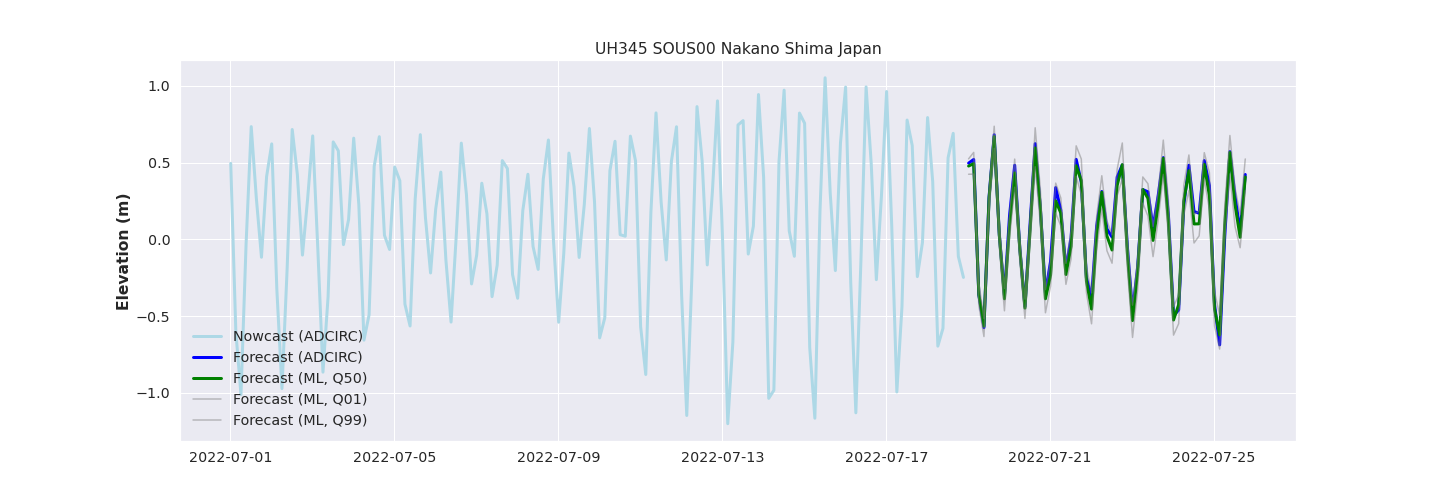 UH345 SOUS00 Nakano Shima Japan
Elevation (m)
1.0
0.5
0.0
−0.5
−1.0
Nowcast (ADCIRC)
Forecast (ADCIRC)
Forecast (ML, Q50)
Forecast (ML, Q01)
Forecast (ML, Q99)
2022-07-01 2022-07-05 2022-07-09 2022-07-13 2022-07-17 2022-07-21 2022-07-25